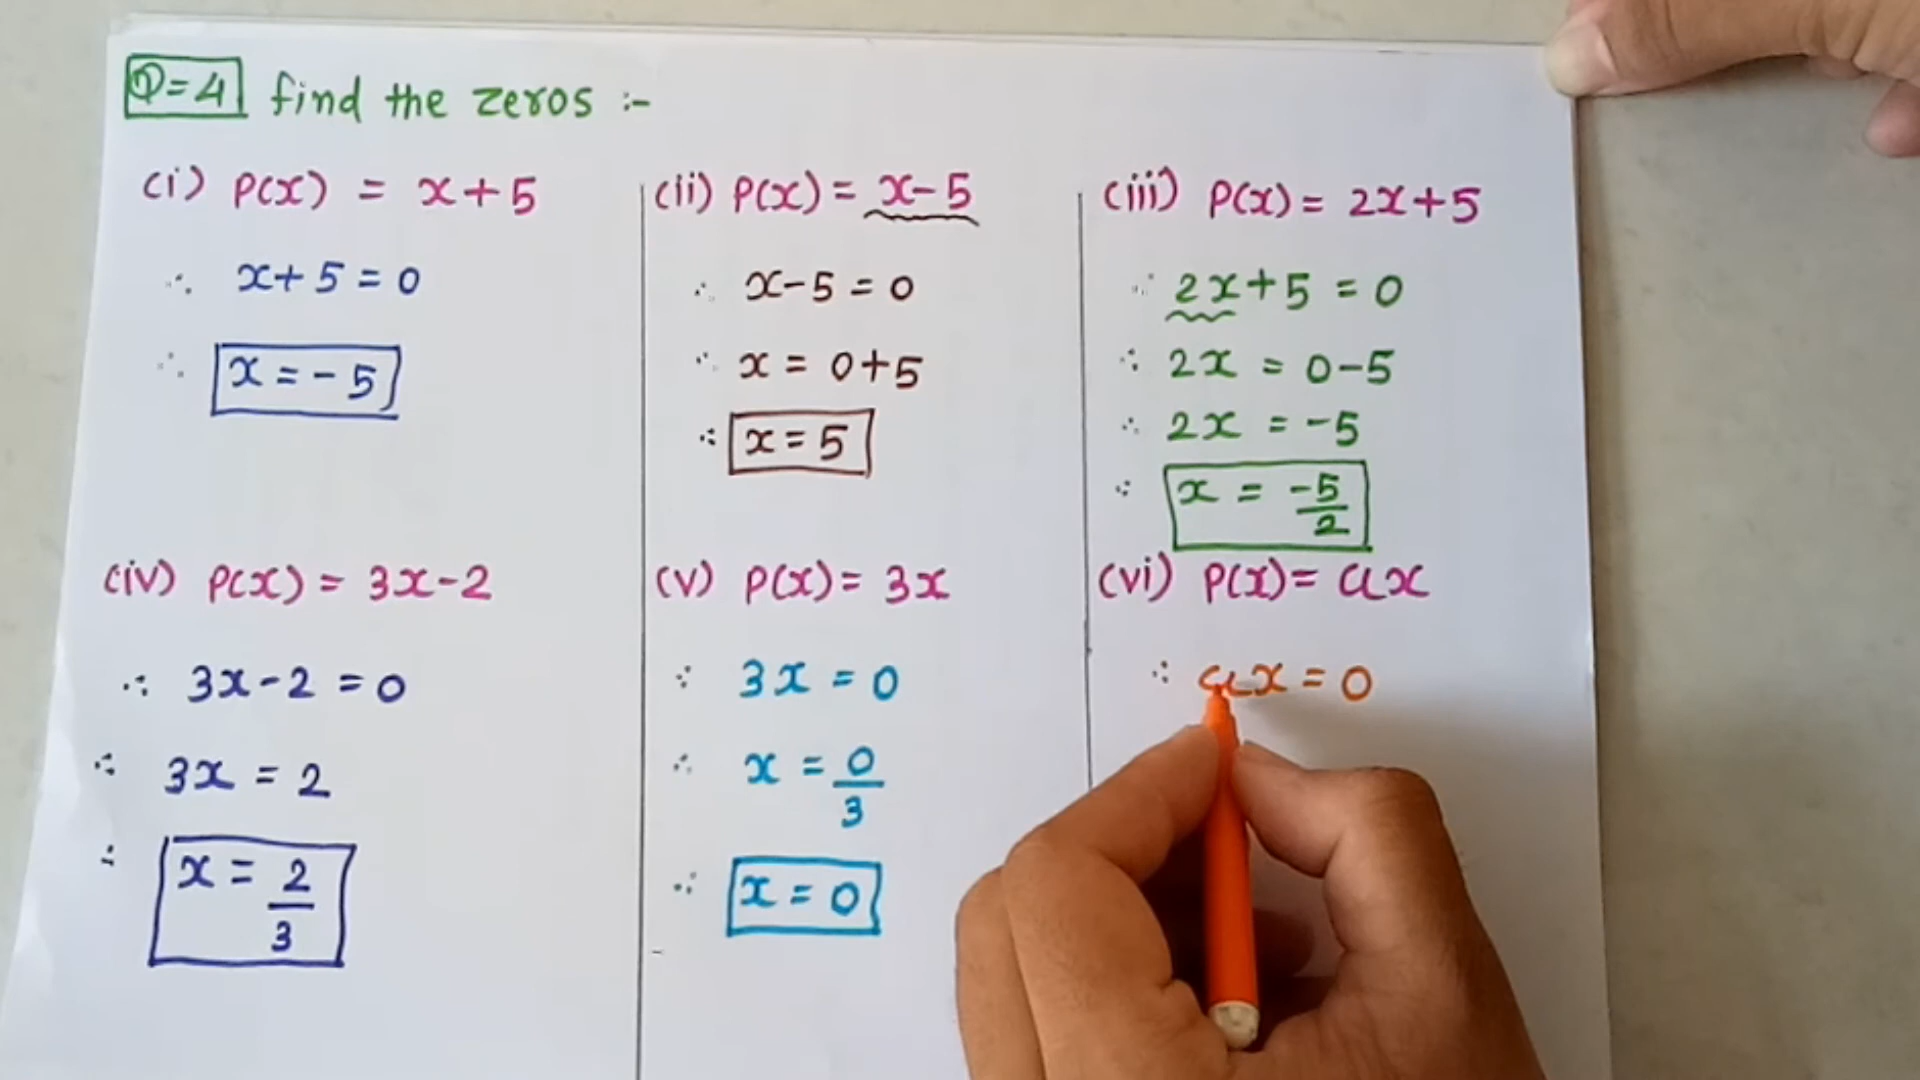 Q=4 find the zeros :-
(i) P(x) = x+5
∴ x+5=0
∴ x=-5
(ii) P(x)= x-5
∴ x-5=0
∴ x = 0+5
∴ x=5
(iii) P(x)= 2x+5
∴ 2x+5 = 0
∴ 2x = 0-5
∴ 2x = -5
∴ x = -5/2
(iv) P(x)= 3x-2
∴ 3x-2=0
∴ 3x = 2
∴ x = 2/3
(v) P(x)= 3x
∴ 3x = 0
∴ x = 0/3
∴ x = 0
(vi) P(x)= ax
∴ ax=0